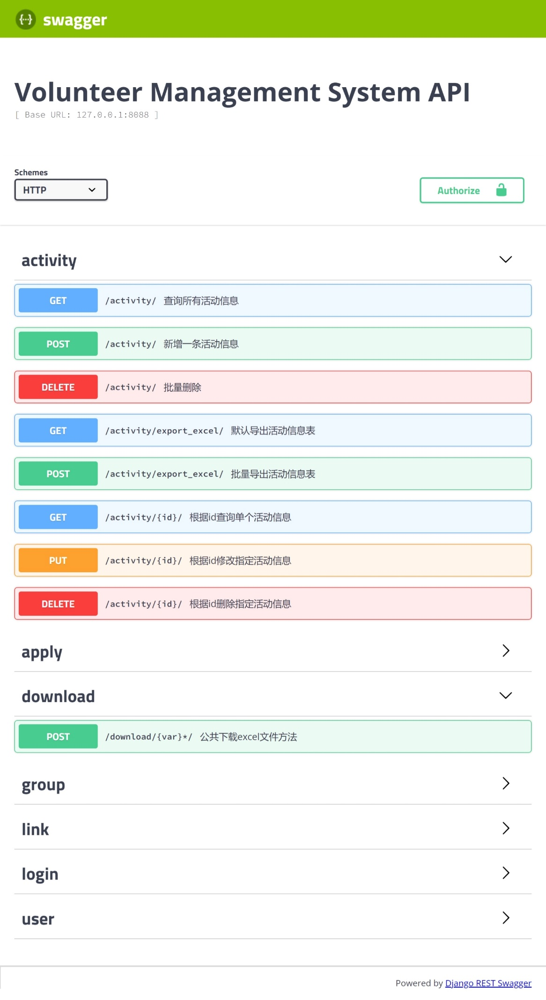 {...} swagger
Volunteer Management System API
[ Base URL: 127.0.0.1:8088 ]
Schemes
HTTP
Authorize
activity
GET /activity/ 查询所有活动信息
POST /activity/ 新增一条活动信息
DELETE /activity/ 批量删除
GET /activity/export_excel/ 默认导出活动信息表
POST /activity/export_excel/ 批量导出活动信息表
GET /activity/{id}/ 根据id查询单个活动信息
PUT /activity/{id}/ 根据id修改指定活动信息
DELETE /activity/{id}/ 根据id删除指定活动信息
apply
download
POST /download/{var}*/ 公共下载excel文件方法
group
link
login
user
Powered by Django REST Swagger